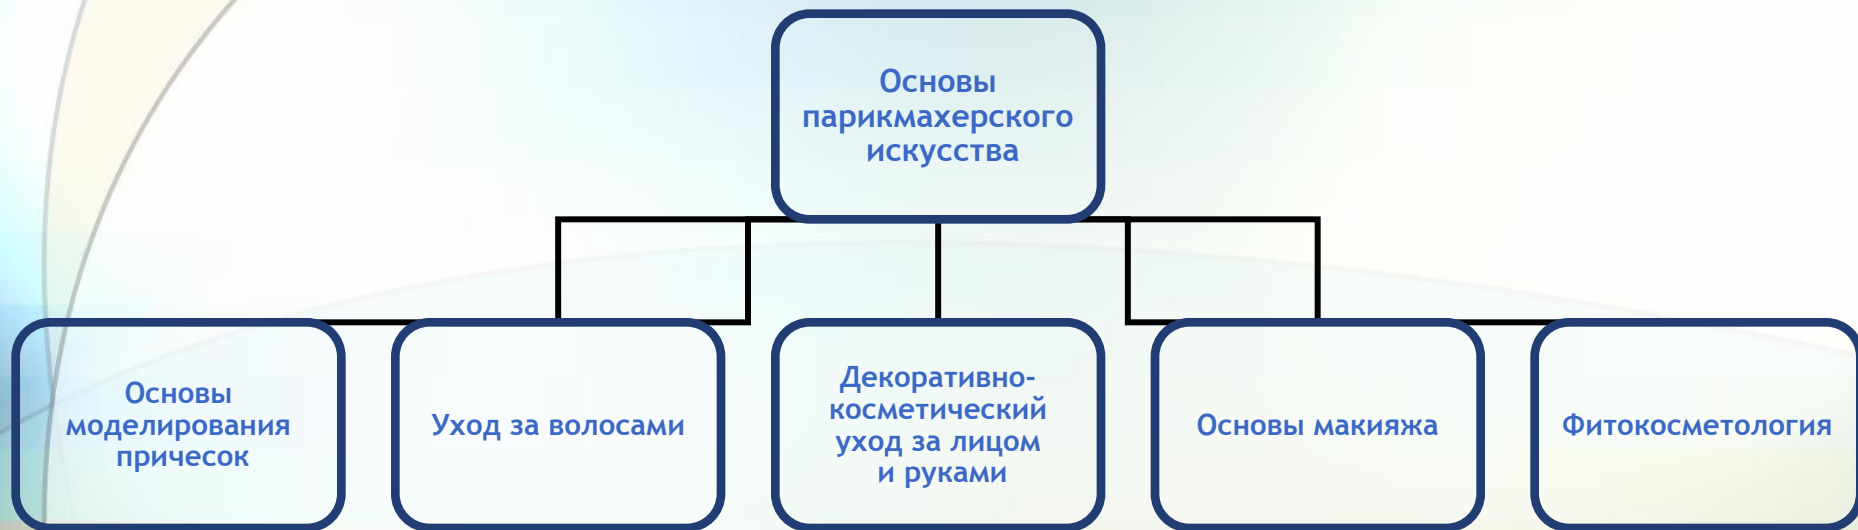 Основы
парикмахерского
искусства
Основы
моделирования
причесок
Уход за волосами
Декоративно-
косметический
уход за лицом
и руками
Основы макияжа
Фитокосметология